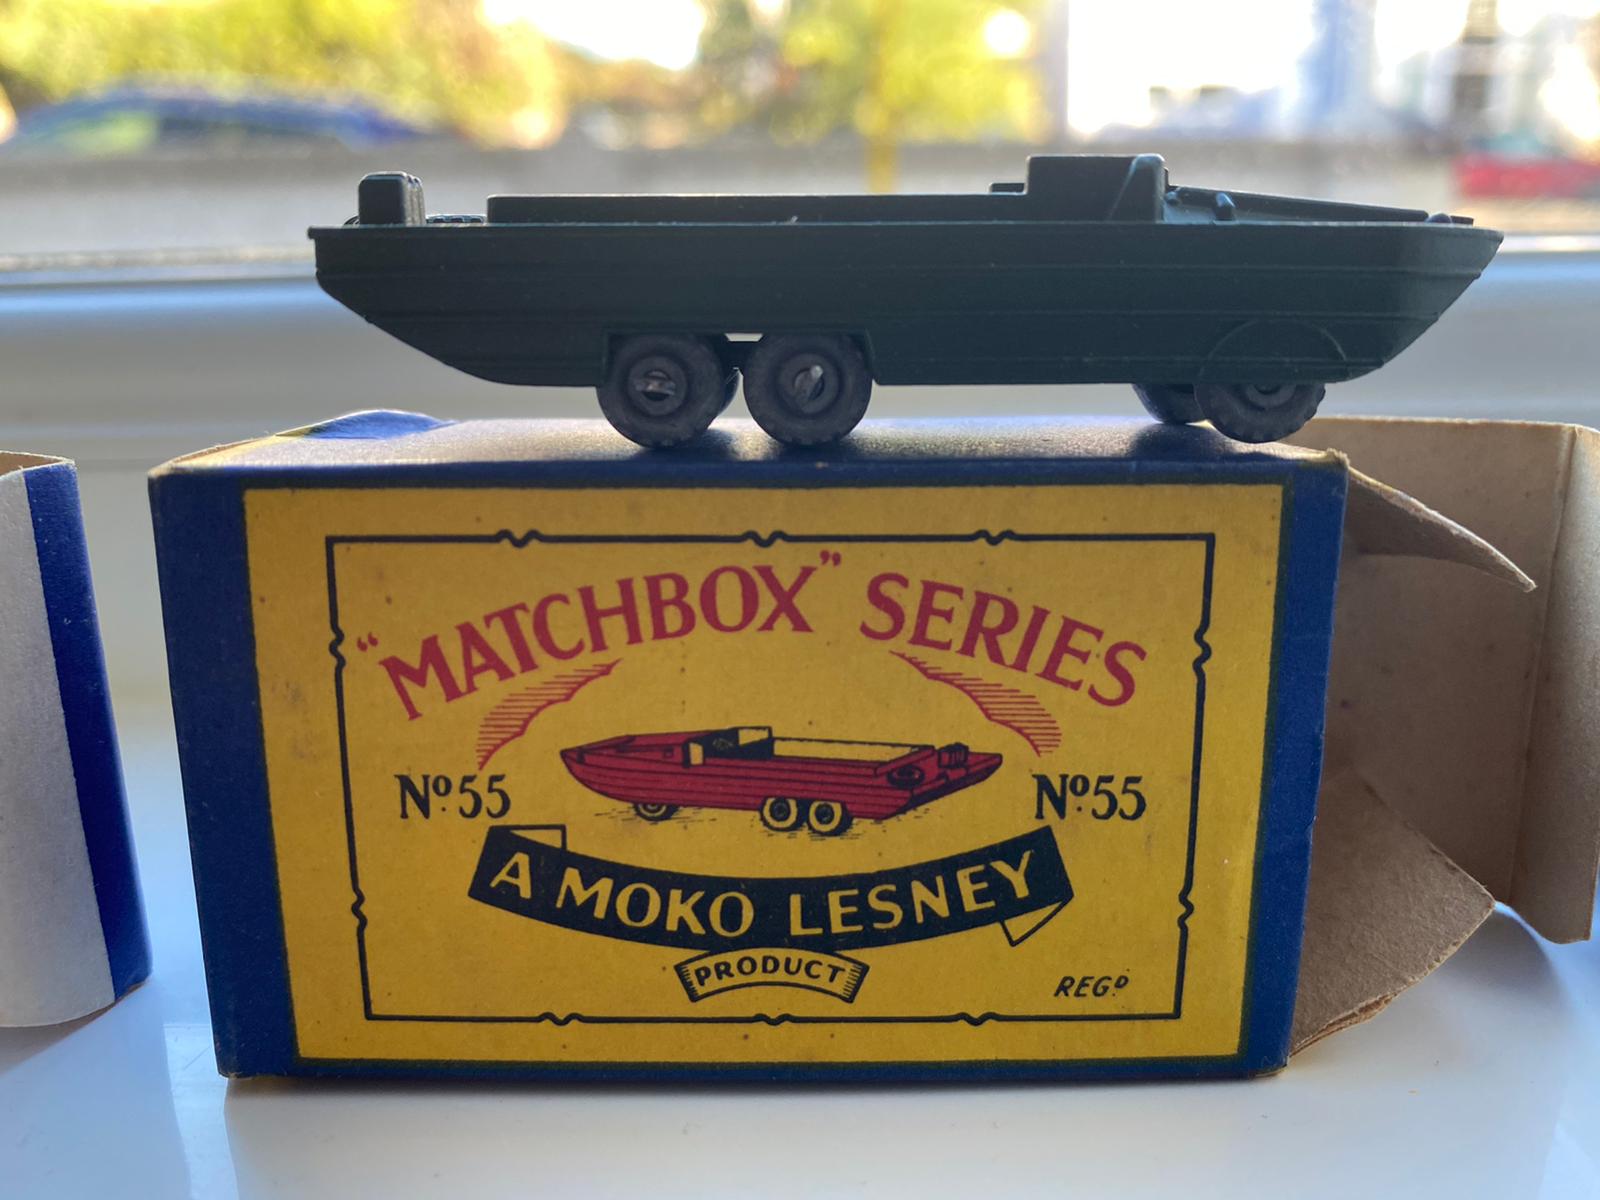 “MATCHBOX” SERIES
Nº55
Nº55
A MOKO LESNEY
PRODUCT
REGᴰ